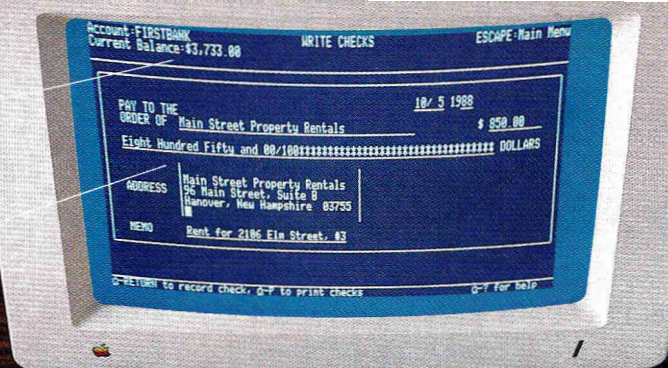 Account:FIRSTBANK
Current Balance:$3,733.00
WRITE CHECKS
ESCAPE:Main Menu
10/ 5 1988
PAY TO THE
ORDER OF Main Street Property Rentals $ 850.00
Eight Hundred Fifty and 00/100********************************** DOLLARS
ADDRESS
Main Street Property Rentals
96 Main Street, Suite B
Hanover, New Hampshire 03755
MEMO Rent for 2186 Elm Street, #3
⌂-RETURN to record check, ⌂-P to print checks
⌂-? for help